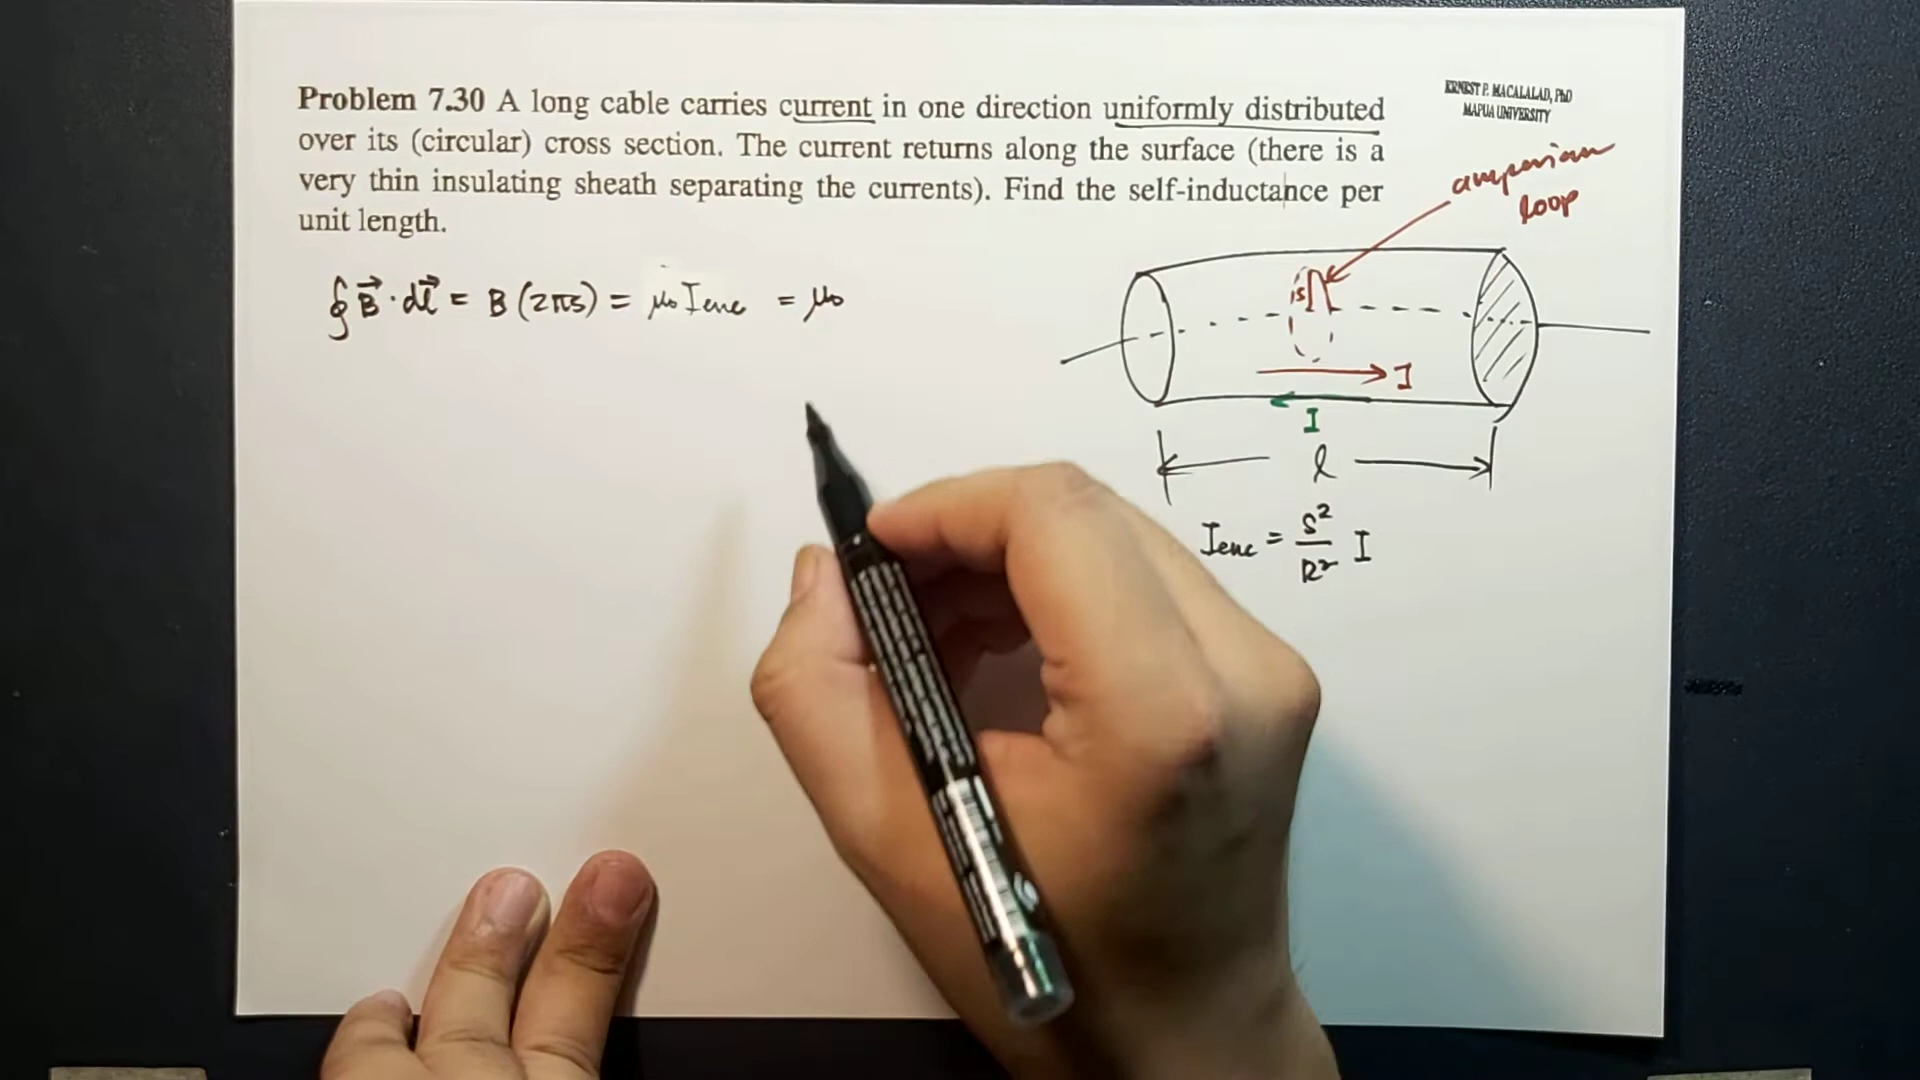 Problem 7.30 A long cable carries current in one direction uniformly distributed
over its (circular) cross section. The current returns along the surface (there is a
very thin insulating sheath separating the currents). Find the self-inductance per
unit length.
ERNEST P. MACALALAD, PhD
MAPUA UNIVERSITY
amperian
loop
∮B⃗·dl⃗ = B(2πs) = μ₀Ienc = μ₀
s
I
I
l
Ienc = s²/R² I